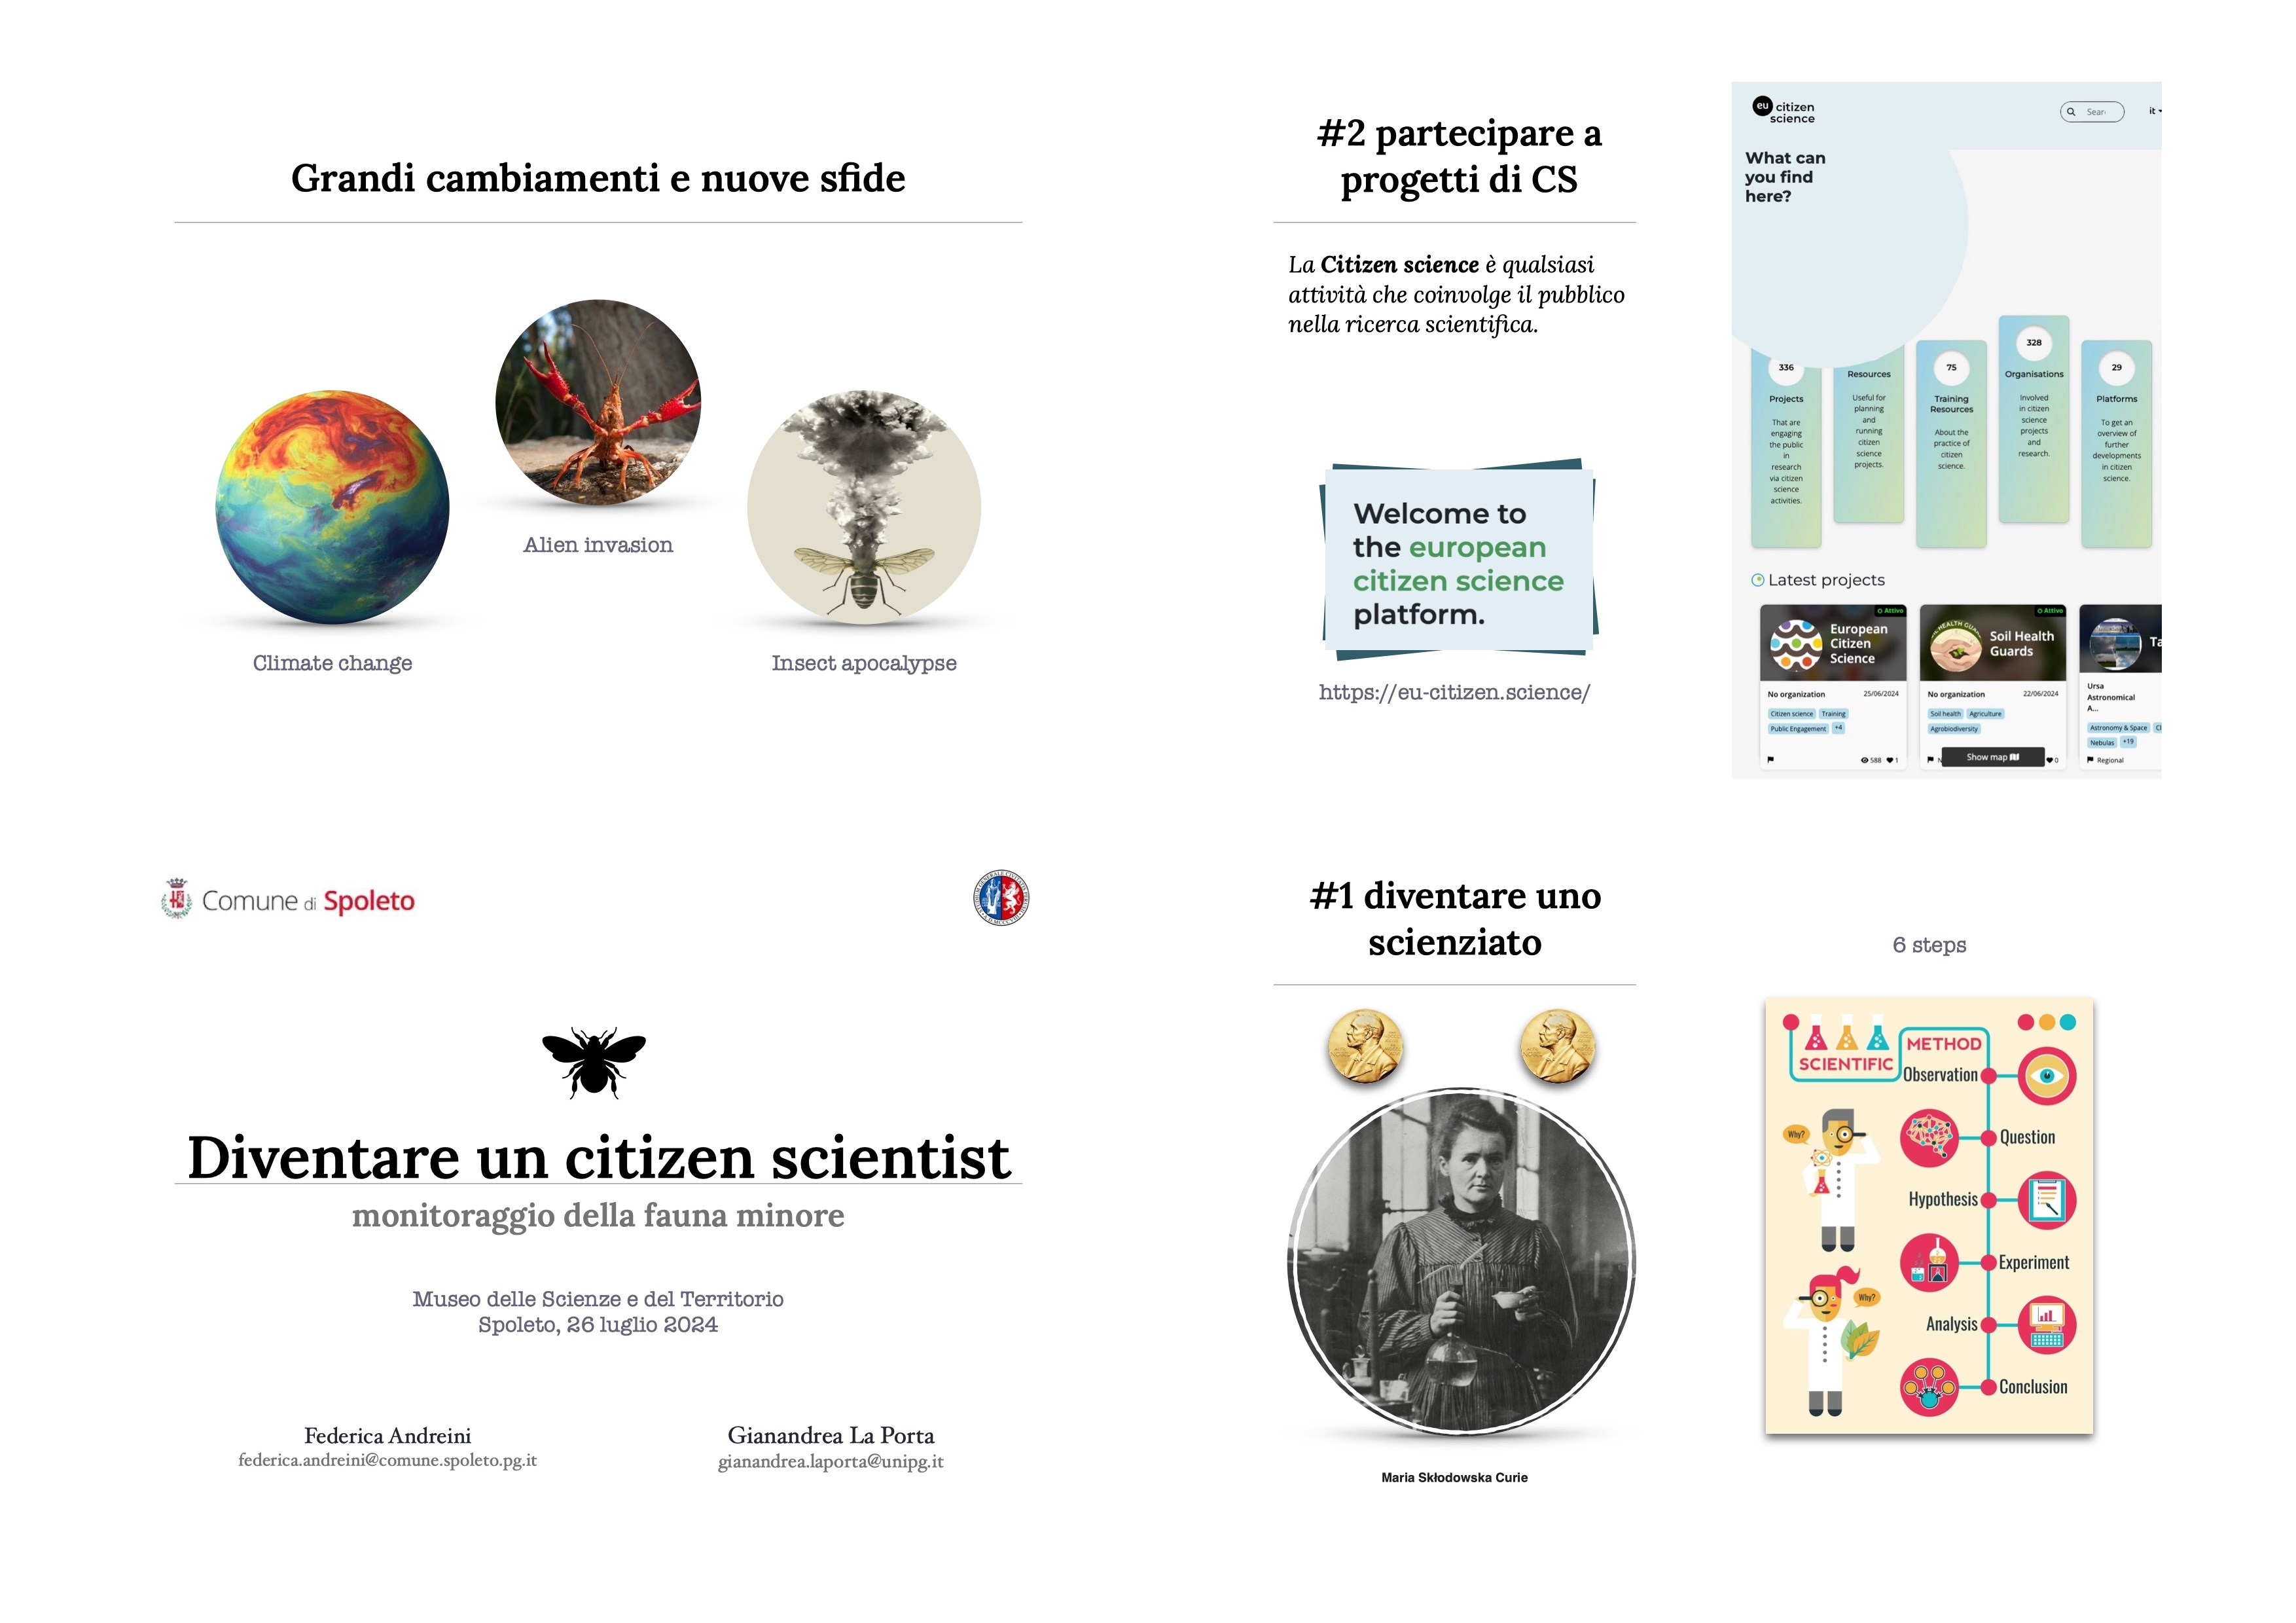 Grandi cambiamenti e nuove sfide
Alien invasion
Climate change
Insect apocalypse
#2 partecipare a
progetti di CS
La Citizen science è qualsiasi
attività che coinvolge il pubblico
nella ricerca scientifica.
Welcome to
the european
citizen science
platform.
https://eu-citizen.science/
eu citizen
science
Sear
it
What can
you find
here?
336
Projects
That are
engaging
the public
in
research
via citizen
science
activities.
Resources
Useful for
planning
and
running
citizen
science
projects.
75
Training
Resources
About the
practice of
citizen
science.
328
Organisations
Involved
in citizen
science
projects
and
research.
29
Platforms
To get an
overview of
further
developments
in citizen
science.
Latest projects
Attivo
European
Citizen
Science
No organization 25/06/2024
Citizen science Training
Public Engagement +4
588 1
Attivo
HEALTH GUA
Soil Health
Guards
No organization 22/06/2024
Soil health Agriculture
Agrobiodiversity
N
Show map
0
Ta
Ursa
Astronomical
A...
Astronomy & Space
Nebulas +19
Regional
Comune di Spoleto
Diventare un citizen scientist
monitoraggio della fauna minore
Museo delle Scienze e del Territorio
Spoleto, 26 luglio 2024
Federica Andreini
federica.andreini@comune.spoleto.pg.it
Gianandrea La Porta
gianandrea.laporta@unipg.it
#1 diventare uno
scienziato
Maria Skłodowska Curie
6 steps
SCIENTIFIC
METHOD
Observation
Why?
Question
Hypothesis
Experiment
Why?
Analysis
Conclusion